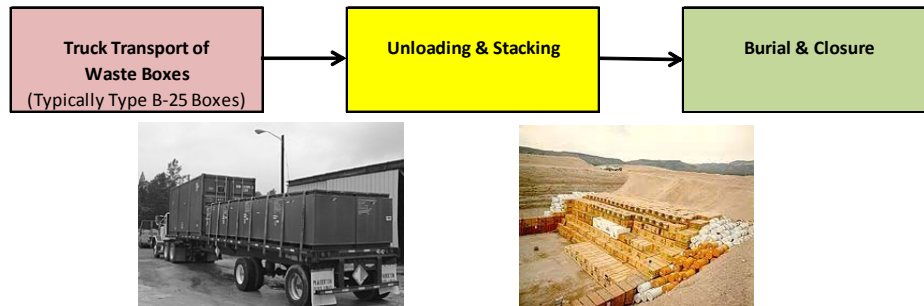 Truck Transport of
Waste Boxes
(Typically Type B-25 Boxes)
Unloading & Stacking
Burial & Closure